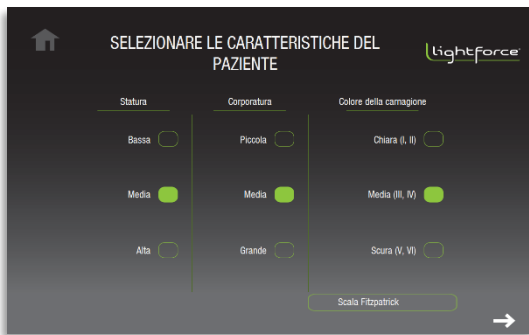 SELEZIONARE LE CARATTERISTICHE DEL
PAZIENTE
lightforce
Statura
Corporatura
Colore della carnagione
Bassa
Piccola
Chiara (I, II)
Media
Media
Media (III, IV)
Alta
Grande
Scura (V, VI)
Scala Fitzpatrick